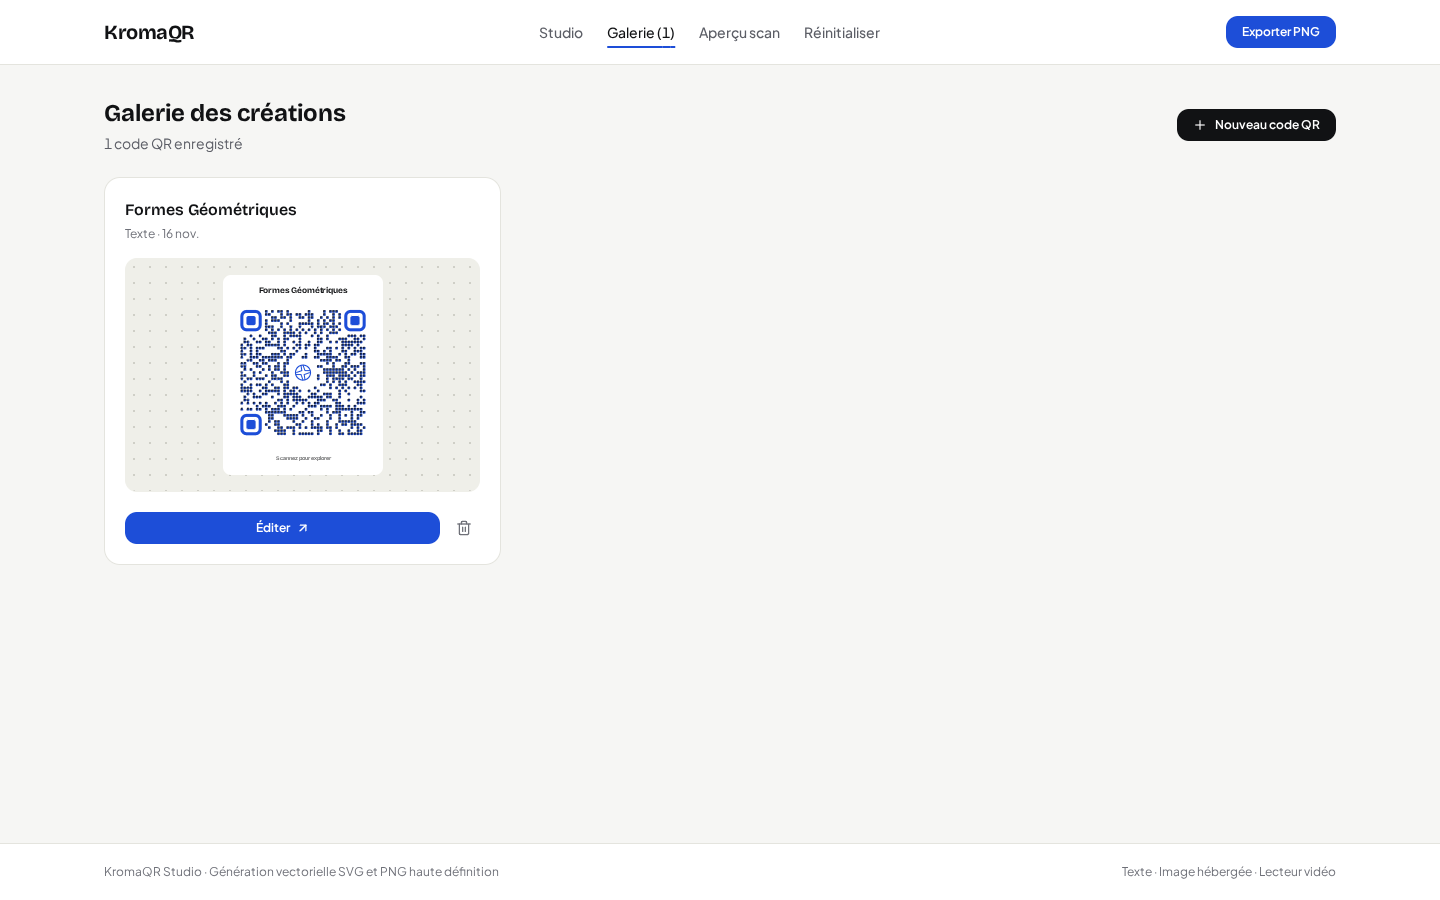 KromaQR
Studio
Galerie (1)
Aperçu scan
Réinitialiser
Exporter PNG
Galerie des créations
1 code QR enregistré
Nouveau code QR
Formes Géométriques
Texte · 16 nov.
Formes Géométriques
Scannez pour explorer
Éditer
KromaQR Studio · Génération vectorielle SVG et PNG haute définition
Texte · Image hébergée · Lecteur vidéo